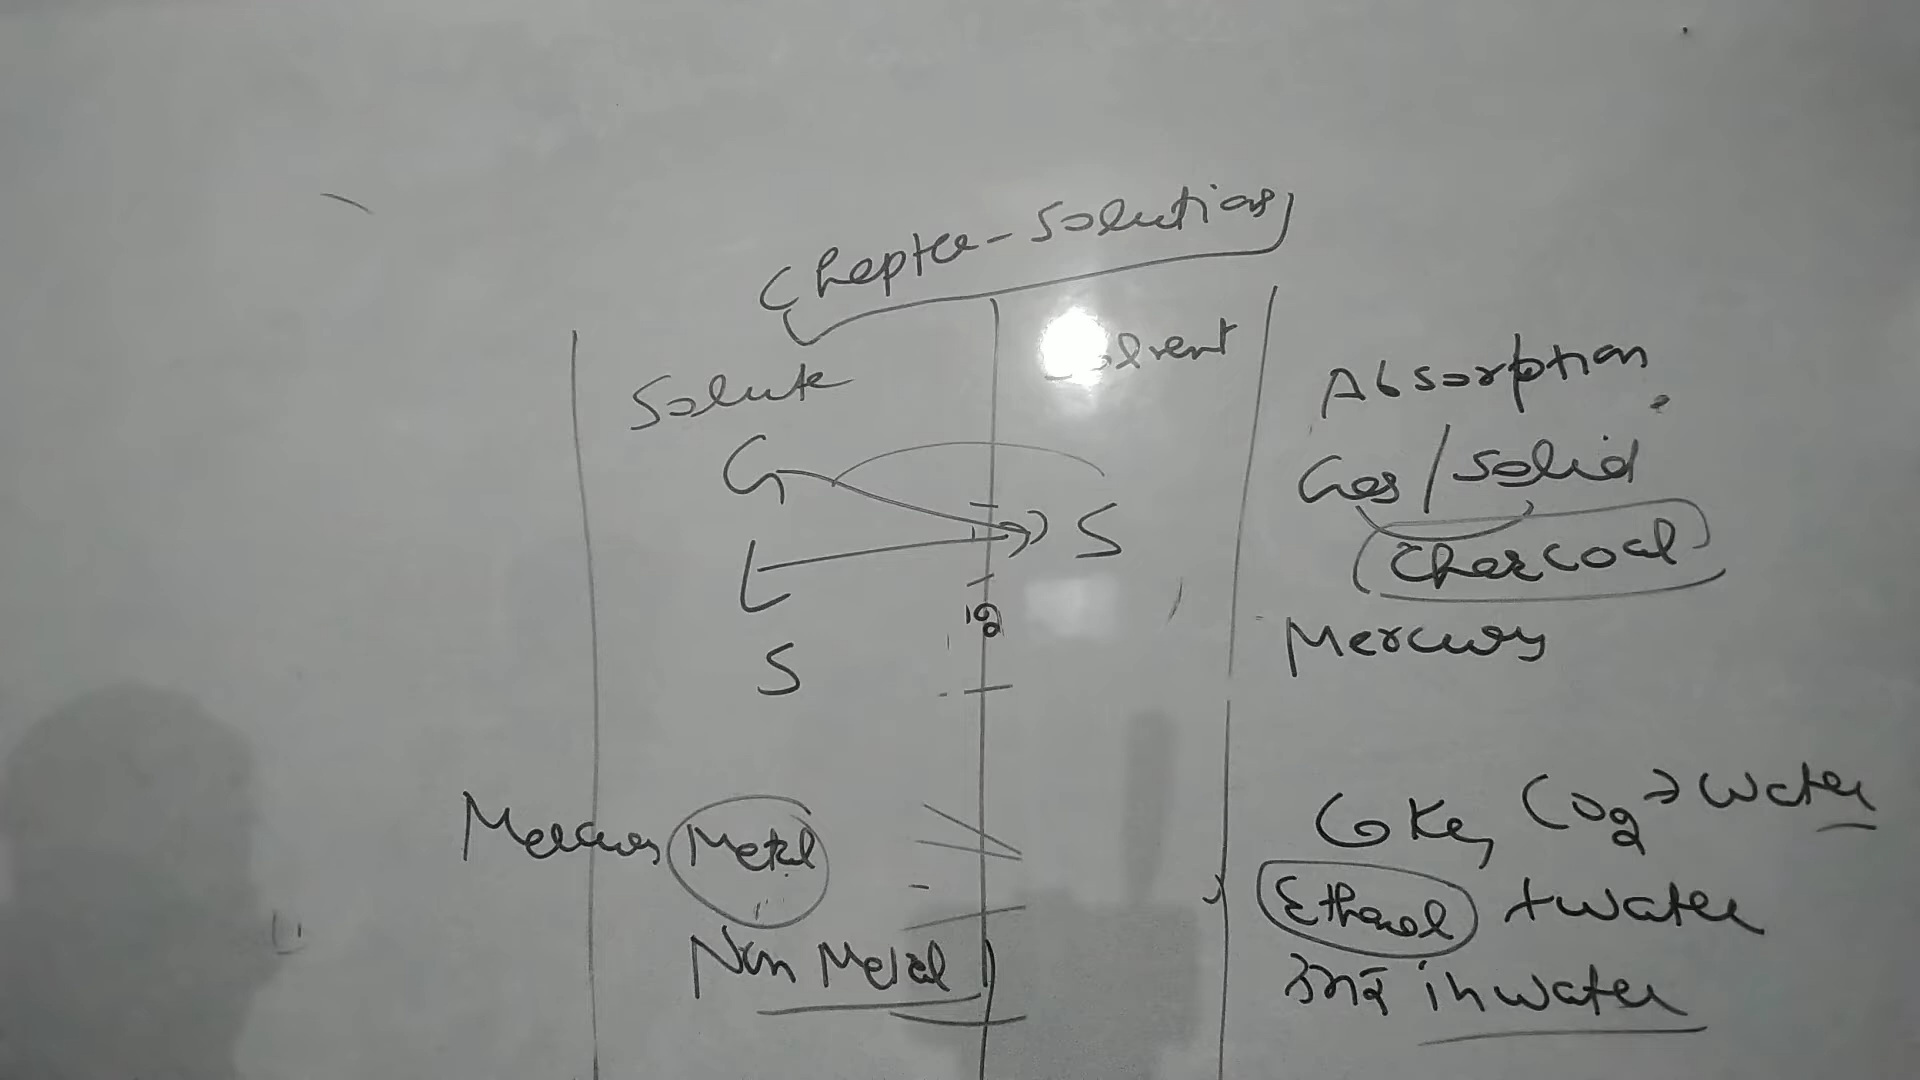 Chapter - Solutions
Solute Solvent
Absorption
G
Gas / Solid
L S
Charcoal
S
Mercury
Coke, CO2 → Water
Mercury Metal
Ethanol + water
Non Metal
in water